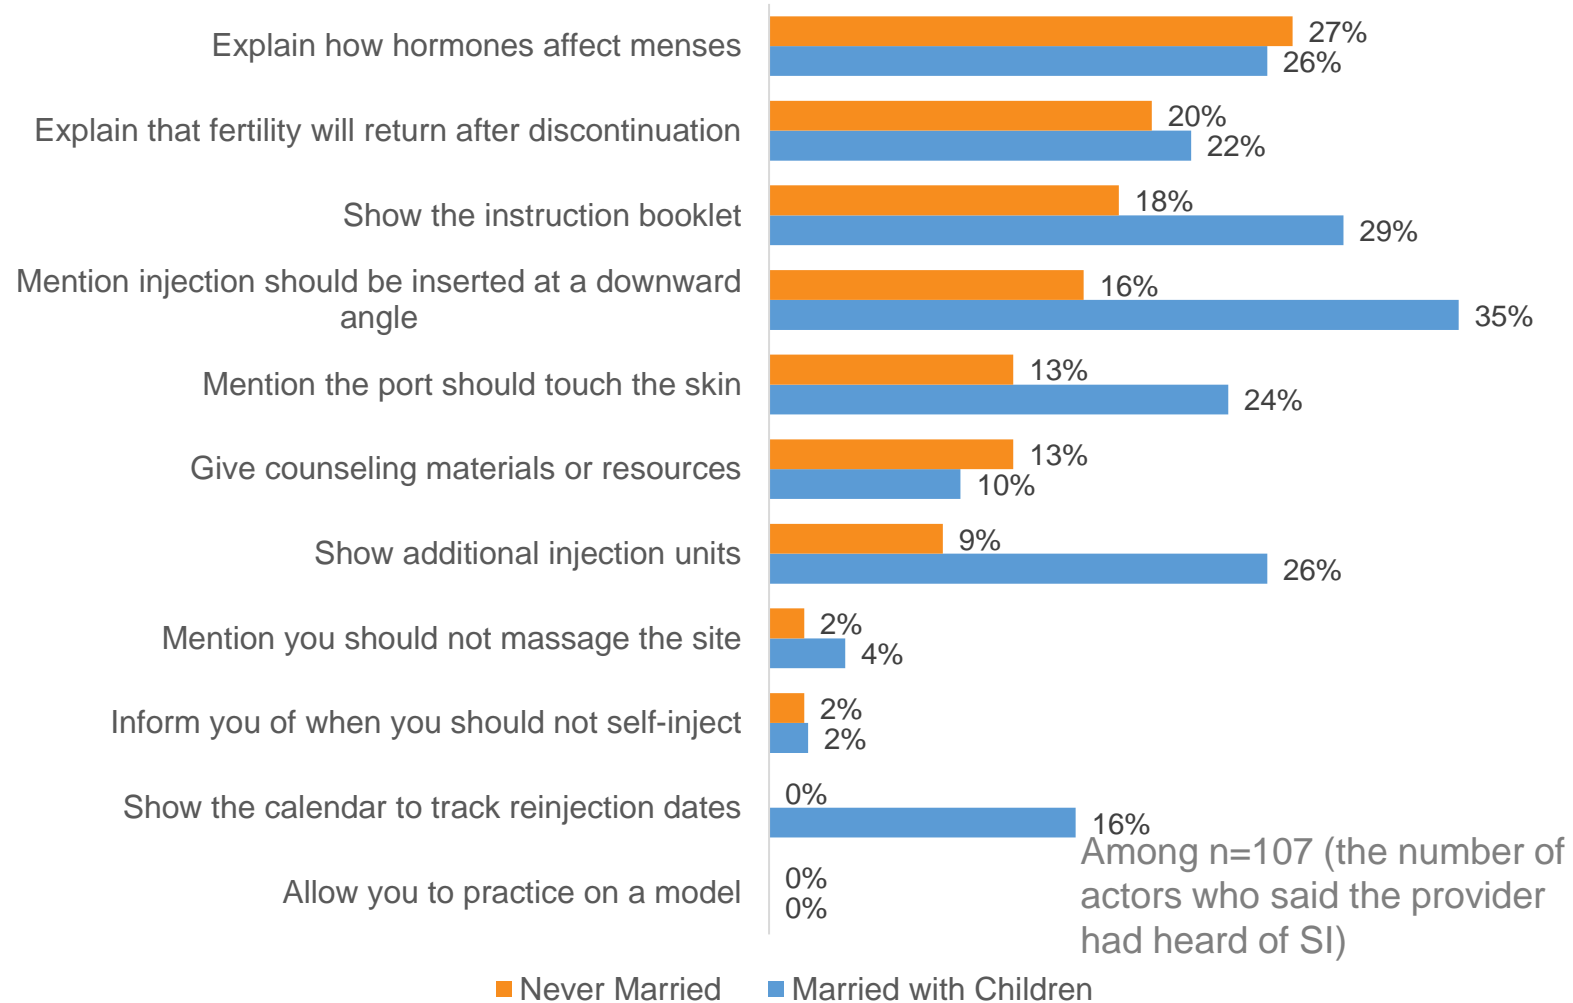 Explain how hormones affect menses
27%
26%
Explain that fertility will return after discontinuation
20%
22%
Show the instruction booklet
18%
29%
Mention injection should be inserted at a downward
angle
16%
35%
Mention the port should touch the skin
13%
24%
Give counseling materials or resources
13%
10%
Show additional injection units
9%
26%
Mention you should not massage the site
2%
4%
Inform you of when you should not self-inject
2%
2%
Show the calendar to track reinjection dates
0%
16%
Allow you to practice on a model
0%
0%
Among n=107 (the number of
actors who said the provider
had heard of SI)
Never Married
Married with Children